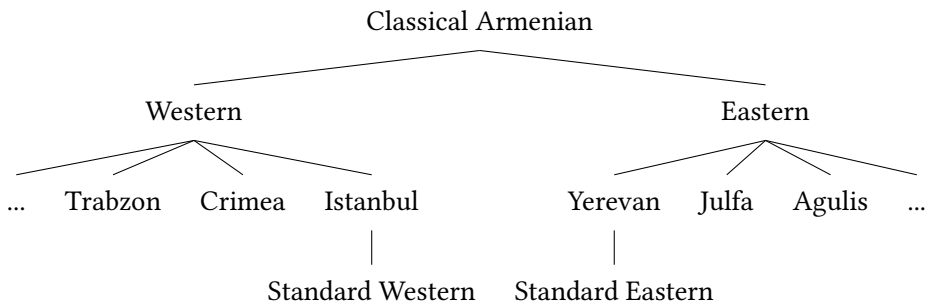 Classical Armenian
Western Eastern
... Trabzon Crimea Istanbul Yerevan Julfa Agulis ...
Standard Western Standard Eastern